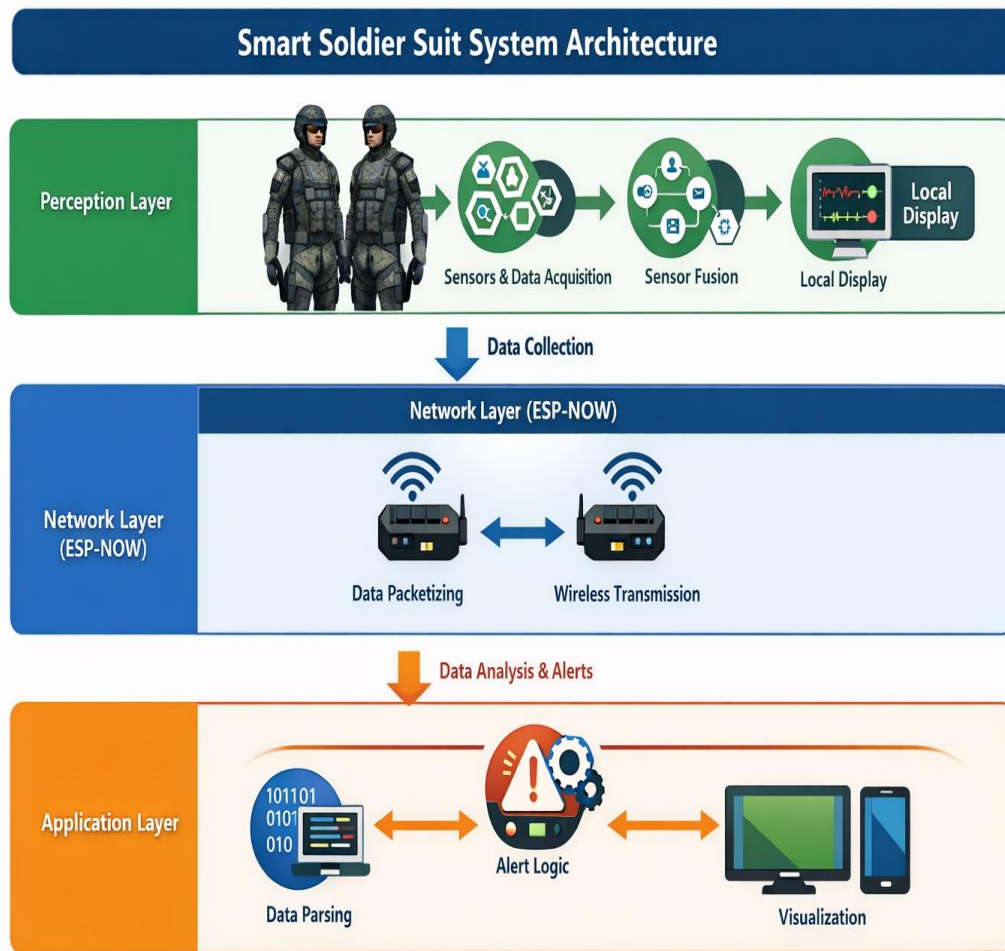 Smart Soldier Suit System Architecture
Perception Layer
Sensors & Data Acquisition
Sensor Fusion
Local Display
Local
Display
Data Collection
Network Layer (ESP-NOW)
Network Layer
(ESP-NOW)
Data Packetizing
Wireless Transmission
Data Analysis & Alerts
Application Layer
101101
0101
010
Data Parsing
Alert Logic
Visualization